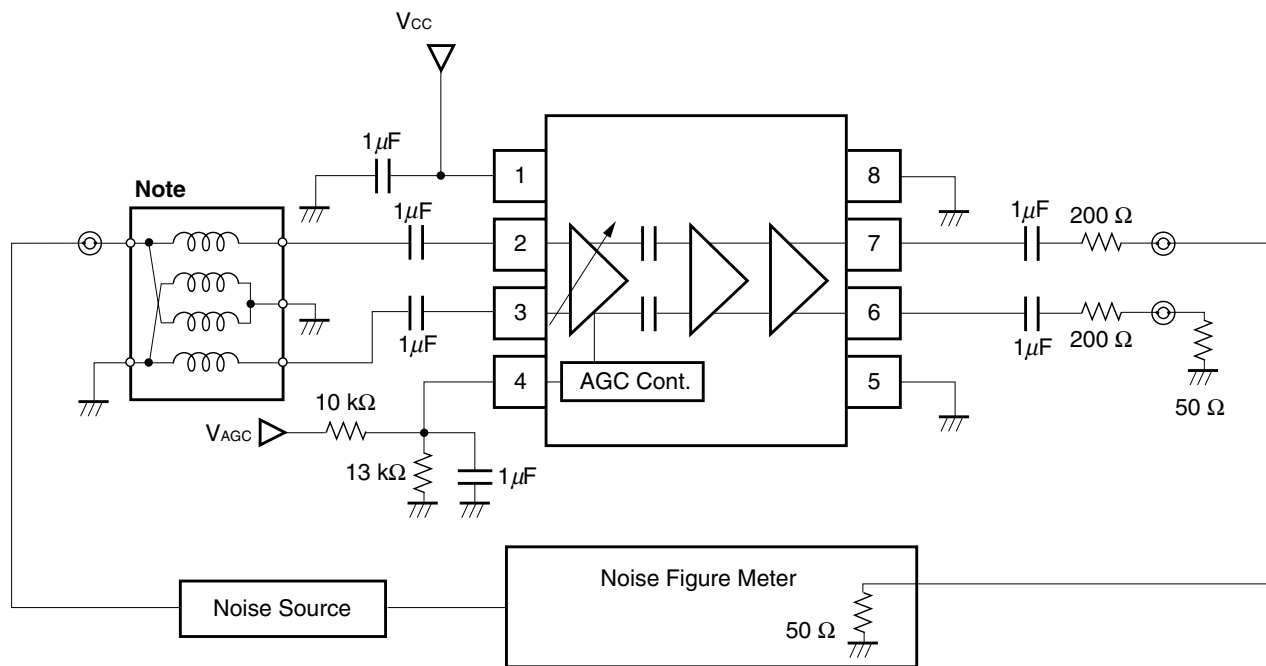 VCC
1μF
Note
1 8
1μF
1μF 200 Ω
2 7
3 6
1μF
1μF 200 Ω
4 AGC Cont. 5
50 Ω
10 kΩ
VAGC
13 kΩ 1μF
Noise Figure Meter
Noise Source
50 Ω